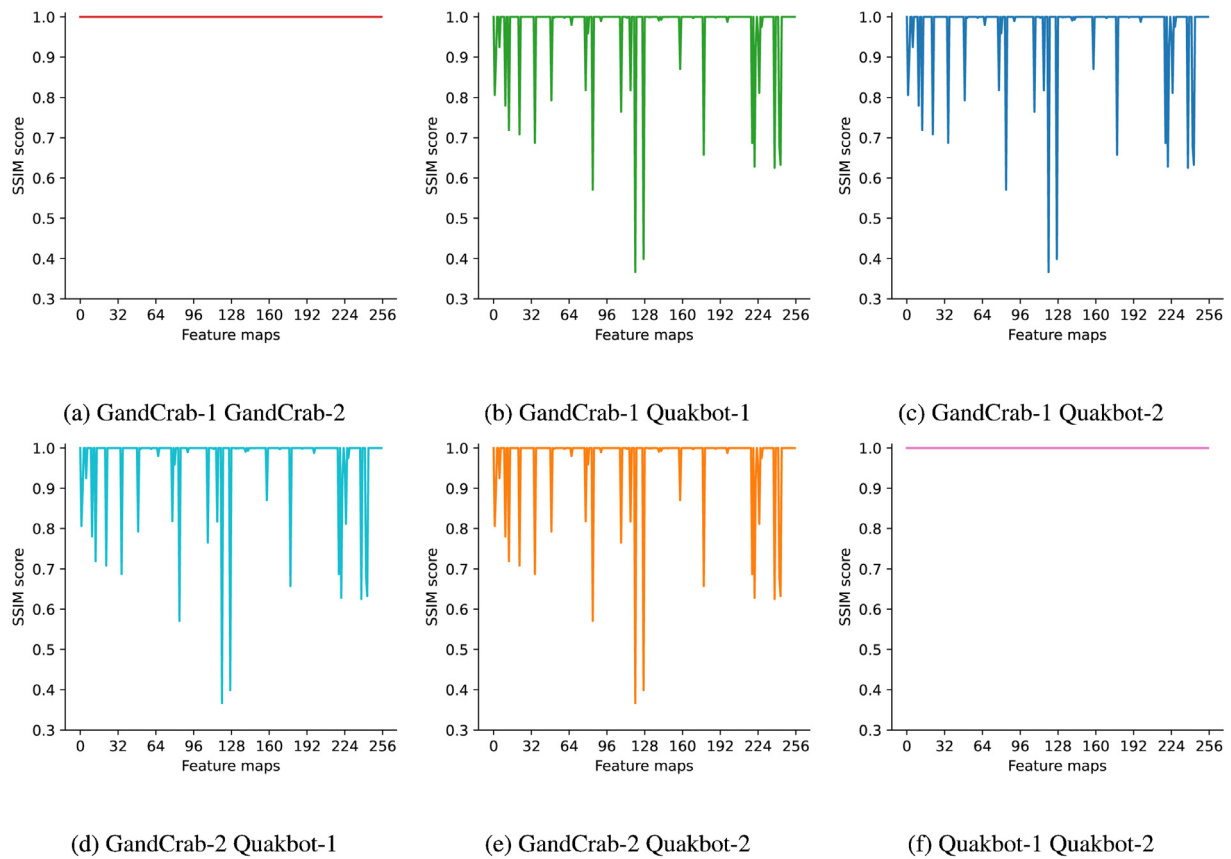 1.0
0.9
0.8
0.7
0.6
0.5
0.4
0.3
SSIM score
0 32 64 96 128 160 192 224 256
Feature maps
(a) GandCrab-1 GandCrab-2
1.0
0.9
0.8
0.7
0.6
0.5
0.4
0.3
SSIM score
0 32 64 96 128 160 192 224 256
Feature maps
(b) GandCrab-1 Quakbot-1
1.0
0.9
0.8
0.7
0.6
0.5
0.4
0.3
SSIM score
0 32 64 96 128 160 192 224 256
Feature maps
(c) GandCrab-1 Quakbot-2
1.0
0.9
0.8
0.7
0.6
0.5
0.4
0.3
SSIM score
0 32 64 96 128 160 192 224 256
Feature maps
(d) GandCrab-2 Quakbot-1
1.0
0.9
0.8
0.7
0.6
0.5
0.4
0.3
SSIM score
0 32 64 96 128 160 192 224 256
Feature maps
(e) GandCrab-2 Quakbot-2
1.0
0.9
0.8
0.7
0.6
0.5
0.4
0.3
SSIM score
0 32 64 96 128 160 192 224 256
Feature maps
(f) Quakbot-1 Quakbot-2